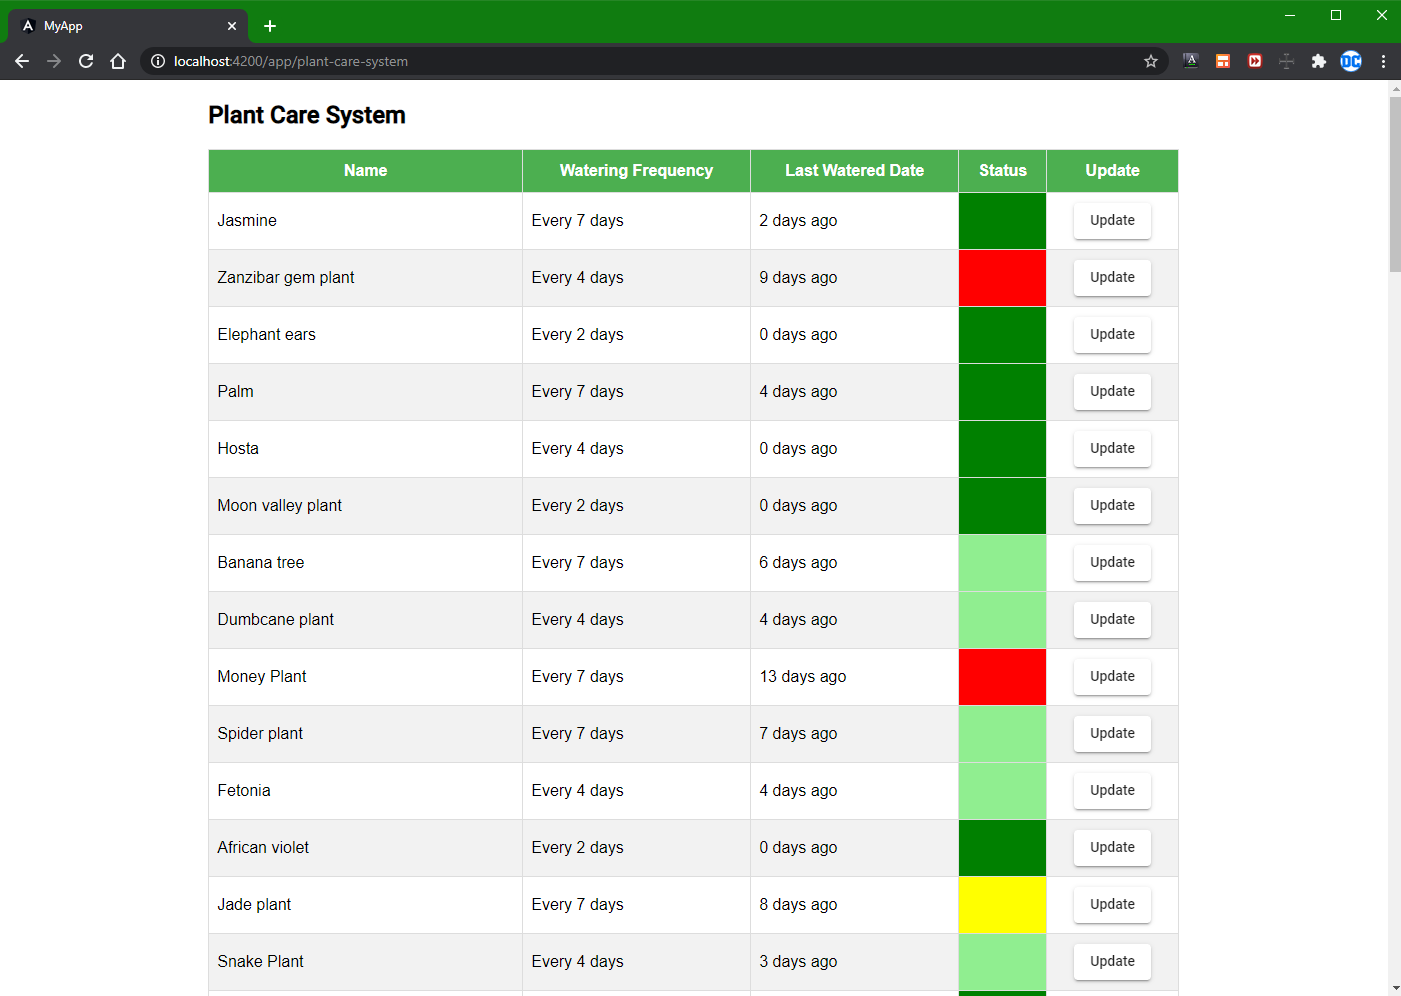 MyApp
localhost:4200/app/plant-care-system
DC
Plant Care System
Name Watering Frequency Last Watered Date Status Update
Jasmine Every 7 days 2 days ago Update
Zanzibar gem plant Every 4 days 9 days ago Update
Elephant ears Every 2 days 0 days ago Update
Palm Every 7 days 4 days ago Update
Hosta Every 4 days 0 days ago Update
Moon valley plant Every 2 days 0 days ago Update
Banana tree Every 7 days 6 days ago Update
Dumbcane plant Every 4 days 4 days ago Update
Money Plant Every 7 days 13 days ago Update
Spider plant Every 7 days 7 days ago Update
Fetonia Every 4 days 4 days ago Update
African violet Every 2 days 0 days ago Update
Jade plant Every 7 days 8 days ago Update
Snake Plant Every 4 days 3 days ago Update